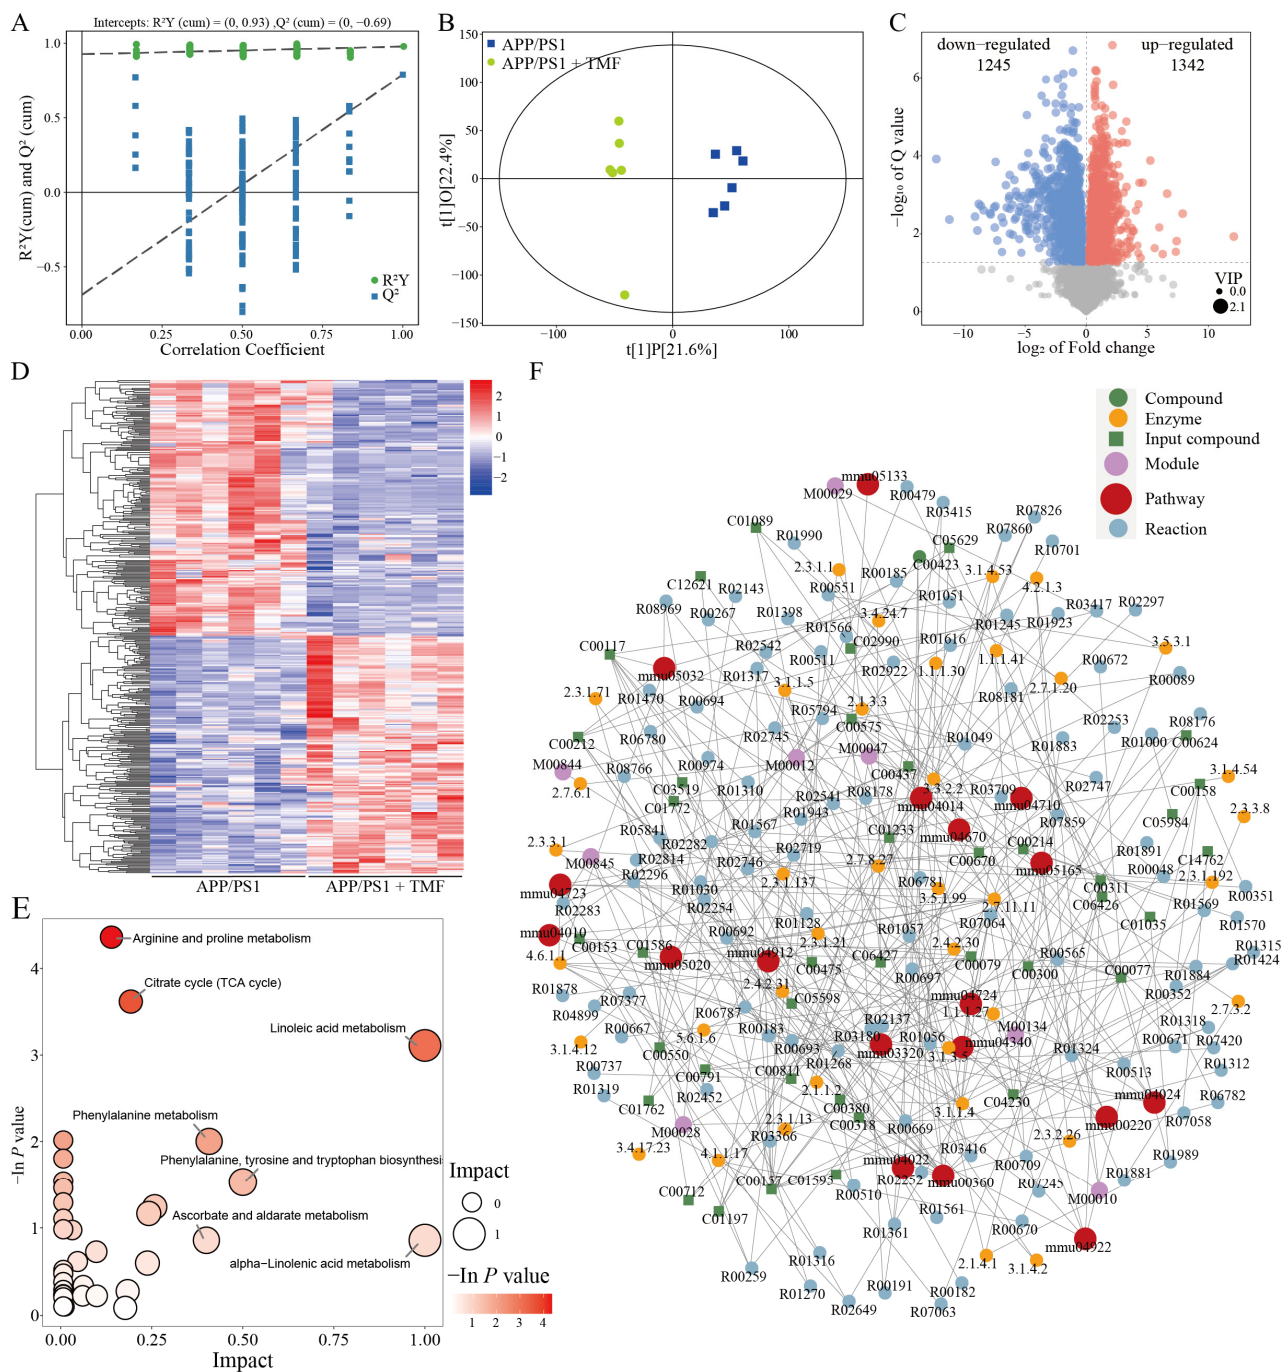 A
Intercepts: R²Y (cum) = (0, 0.93) ,Q² (cum) = (0, −0.69)
R²Y(cum) and Q² (cum)
1.0
0.5
0.0
−0.5
0.00
0.25
0.50
0.75
1.00
Correlation Coefficient
R²Y
Q²
B
APP/PS1
APP/PS1 + TMF
t[1]O[22.4%]
150
100
50
0
−50
−100
−150
−100
0
100
t[1]P[21.6%]
C
down−regulated
1245
up−regulated
1342
−log₁₀ of Q value
6
4
2
0
−10
−5
0
5
10
log₂ of Fold change
VIP
0.0
2.1
D
2
1
0
−1
−2
APP/PS1
APP/PS1 + TMF
E
−ln P value
4
3
2
1
0
0.00
0.25
0.50
0.75
1.00
Impact
Arginine and proline metabolism
Citrate cycle (TCA cycle)
Linoleic acid metabolism
Phenylalanine metabolism
Phenylalanine, tyrosine and tryptophan biosynthesi
Ascorbate and aldarate metabolism
alpha−Linolenic acid metabolism
Impact
0
1
−ln P value
1 2 3 4
F
Compound
Enzyme
Input compound
Module
Pathway
Reaction
mmu05133
M00029
R00479
R03415
R07826
C01089
R01990
C05629
R07860
R10701
C00423
2.3.1.1
R00185
3.1.4.53
4.2.1.3
C12621
R02143
R00551
R01051
R08969
R00267
R01398
3.4.24.7
R01245
R01923
R03417
R02297
R01566
C02990
R01616
C00117
R02542
R00511
R02922
1.1.1.30
1.1.1.41
3.5.3.1
mmu05032
R01317
3.1.1.5
R08181
2.7.1.20
R00672
R00089
2.3.1.71
R01470
R00694
2.1.3.3
R05794
C00575
R02253
R08176
C00212
R06780
R02745
R01049
R01883
R01000
C00624
M00844
R00974
M00012
M00047
C00437
R08766
2.7.6.1
C03519
R01310
R02541
R08178
3.3.2.2
R03709
R02747
3.1.4.54
C00158
mmu04014
mmu04710
C01772
R01943
R07859
C05984
2.3.3.8
R05841
R01567
C01233
mmu04670
2.3.3.1
R02282
R02719
C00214
R01891
C14762
M00845
R02814
R02746
2.7.8.27
C00670
mmu05165
R00048
R02296
2.3.1.137
R06781
C00311
2.3.1.192
R00351
mmu04723
R01030
3.5.1.99
C06426
R02283
R02254
R01128
2.7.11.11
C01035
R01569
mmu04010
R00692
R01057
R07064
R01570
C00153
C01586
mmu04912
2.3.1.21
2.4.2.30
R00565
R01315
4.6.1.1
mmu05020
C00475
C06427
C00079
C00300
C00077
R01884
R01424
R00697
2.4.2.31
R01878
R07377
C05598
mmu04724
R00352
R04899
R06787
1.1.1.27
2.7.3.2
R02137
R00667
5.6.1.6
R00183
R03180
R01056
M00134
R01318
3.1.4.12
C00550
R00693
mmu03320
mmu04340
R01324
R00671
R07420
R01268
3.1.3.5
R00737
C00791
C00811
R00513
R01312
R01319
R02452
2.1.1.2
mmu04024
C01762
C00380
3.1.1.4
C04230
R06782
M00028
2.3.1.13
C00318
mmu00220
R07058
R03366
R00669
2.3.2.26
3.4.17.23
4.1.1.17
mmu04022
R03416
R01989
C00157
C01595
R02252
mmu00360
R00709
R01881
C00712
R00510
R07245
M00010
C01197
R01561
R01361
R00670
mmu04922
R01316
R00259
2.1.4.1
3.1.4.2
R01270
R00191
R00182
R02649
R07063